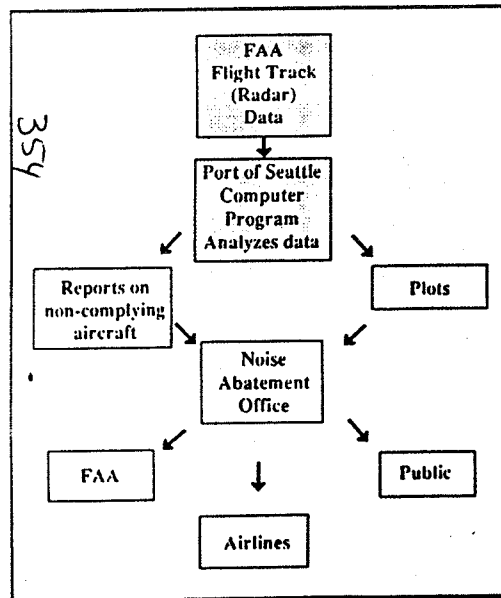 FAA
Flight Track
(Radar)
Data
354
Port of Seattle
Computer
Program
Analyzes data
Reports on
non-complying
aircraft
Plots
Noise
Abatement
Office
FAA
Public
Airlines